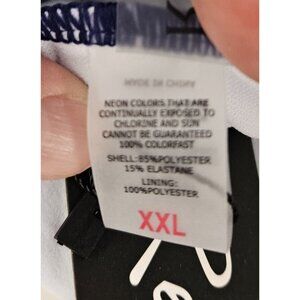 MADE IN CHINA
NEON COLORS THAT ARE
CONTINUALLY EXPOSED TO
CHLORINE AND SUN
CANNOT BE GUARANTEED
100% COLORFAST
SHELL:85%POLYESTER
15% ELASTANE
LINING:
100%POLYESTER
XXL